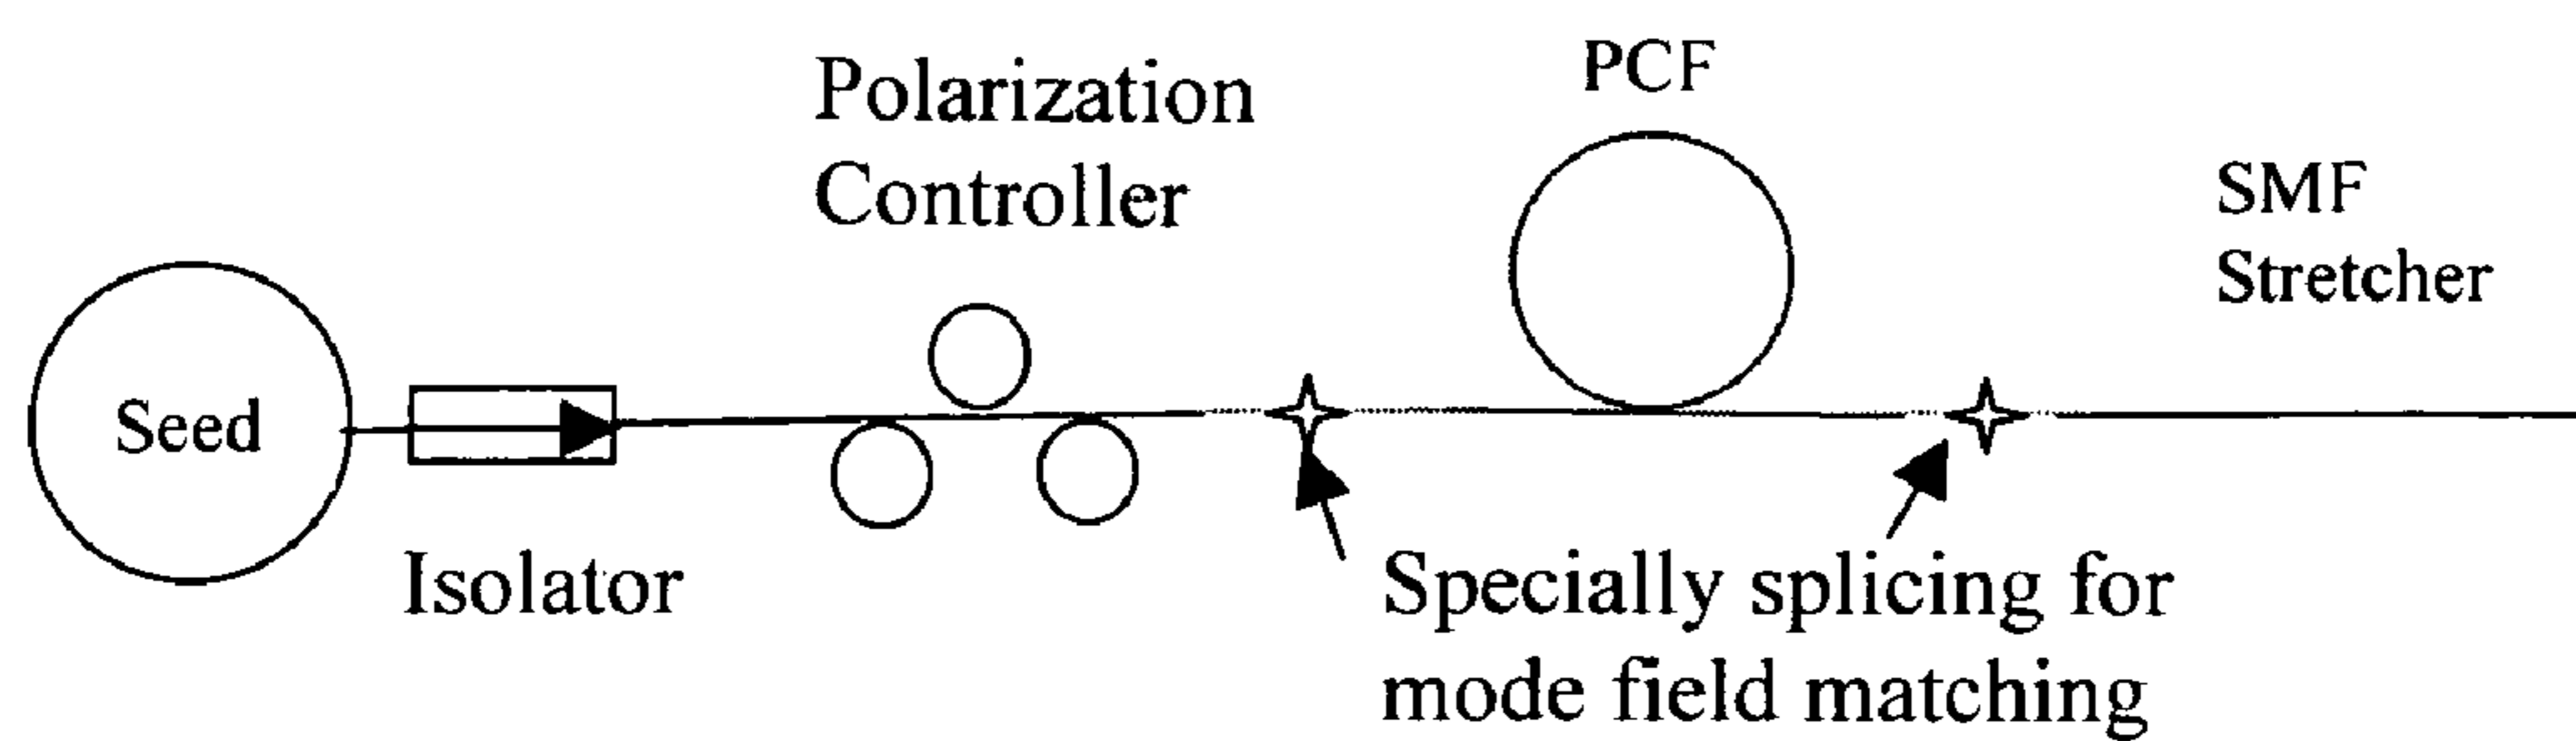 Polarization
Controller
PCF
SMF
Stretcher
Seed
Isolator
Specially splicing for
mode field matching